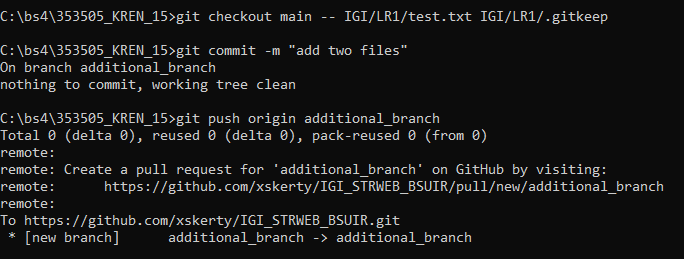 C:\bs4\353505_KREN_15>git checkout main -- IGI/LR1/test.txt IGI/LR1/.gitkeep
C:\bs4\353505_KREN_15>git commit -m "add two files"
On branch additional_branch
nothing to commit, working tree clean
C:\bs4\353505_KREN_15>git push origin additional_branch
Total 0 (delta 0), reused 0 (delta 0), pack-reused 0 (from 0)
remote:
remote: Create a pull request for 'additional_branch' on GitHub by visiting:
remote:      https://github.com/xskerty/IGI_STRWEB_BSUIR/pull/new/additional_branch
remote:
To https://github.com/xskerty/IGI_STRWEB_BSUIR.git
 * [new branch]      additional_branch -> additional_branch